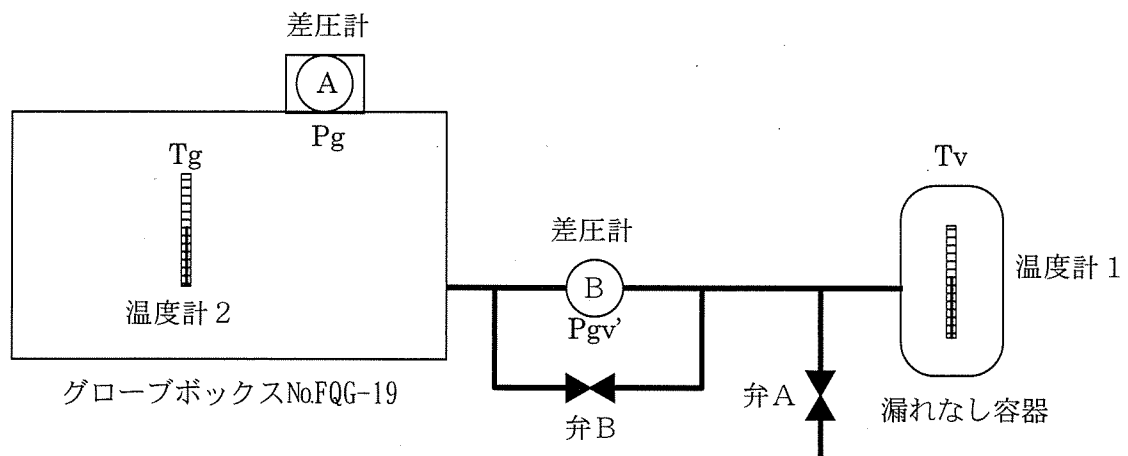 差圧計
A
Pg
Tg
温度計2
グローブボックスNo.FQG-19
差圧計
B
Pgv'
弁B
弁A
Tv
温度計1
漏れなし容器